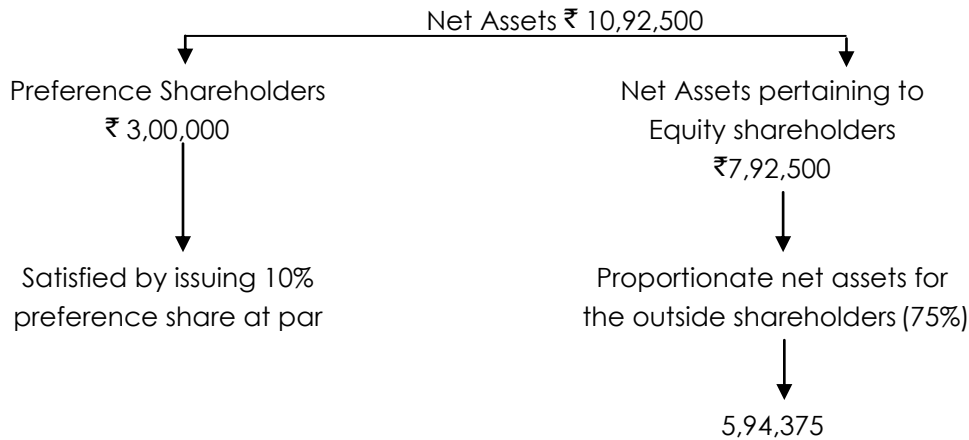 Net Assets ₹ 10,92,500
Preference Shareholders
₹ 3,00,000
Satisfied by issuing 10%
preference share at par
Net Assets pertaining to
Equity shareholders
₹7,92,500
Proportionate net assets for
the outside shareholders (75%)
5,94,375